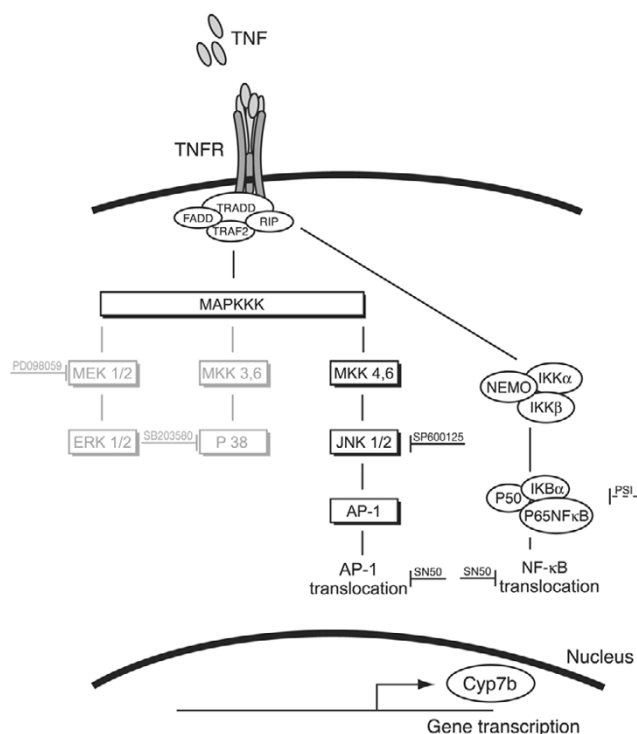 TNF
TNFR
TRADD
FADD
RIP
TRAF2
MAPKKK
PD098059
MEK 1/2
MKK 3,6
MKK 4,6
NEMO
IKKα
IKKβ
ERK 1/2
SB203580
P 38
JNK 1/2
SP600125
P50
IKBα
P65NFκB
PSI
AP-1
AP-1
translocation
SN50
SN50
NF-κB
translocation
Nucleus
Cyp7b
Gene transcription